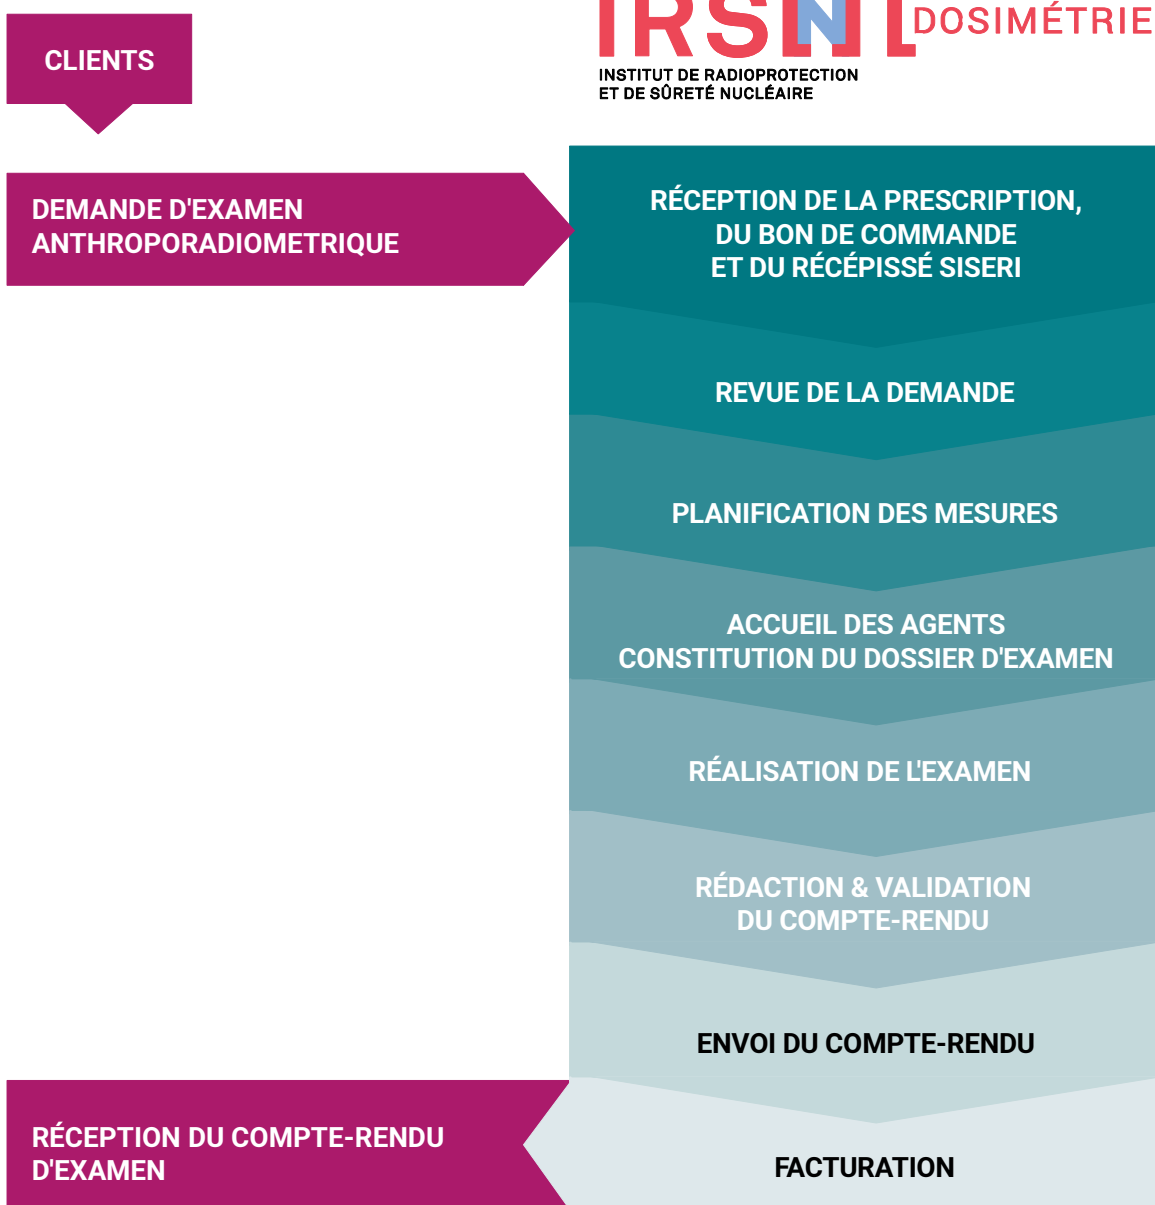 CLIENTS
IRSN
DOSIMÉTRIE
INSTITUT DE RADIOPROTECTION
ET DE SÛRETÉ NUCLÉAIRE
DEMANDE D'EXAMEN
ANTHROPORADIOMETRIQUE
RÉCEPTION DE LA PRESCRIPTION,
DU BON DE COMMANDE
ET DU RÉCÉPISSÉ SISERI
REVUE DE LA DEMANDE
PLANIFICATION DES MESURES
ACCUEIL DES AGENTS
CONSTITUTION DU DOSSIER D'EXAMEN
RÉALISATION DE L'EXAMEN
RÉDACTION & VALIDATION
DU COMPTE-RENDU
ENVOI DU COMPTE-RENDU
RÉCEPTION DU COMPTE-RENDU
D'EXAMEN
FACTURATION